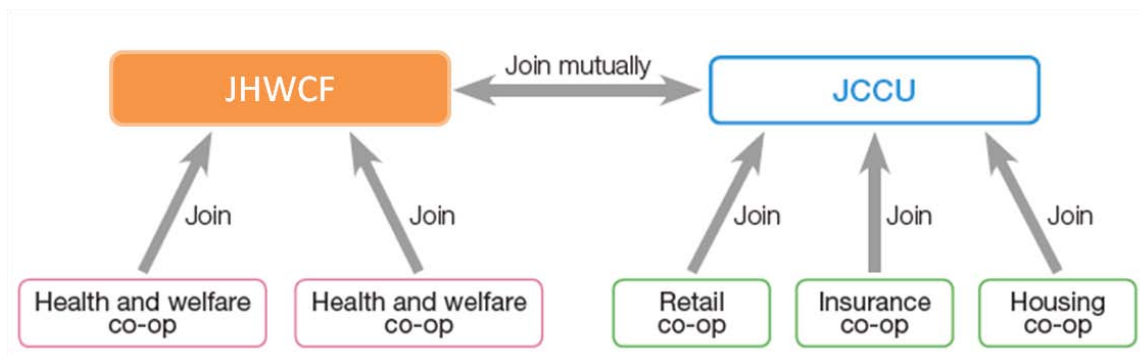 JHWCF
Join mutually
JCCU
Join
Join
Join
Join
Join
Health and welfare
co-op
Health and welfare
co-op
Retail
co-op
Insurance
co-op
Housing
co-op